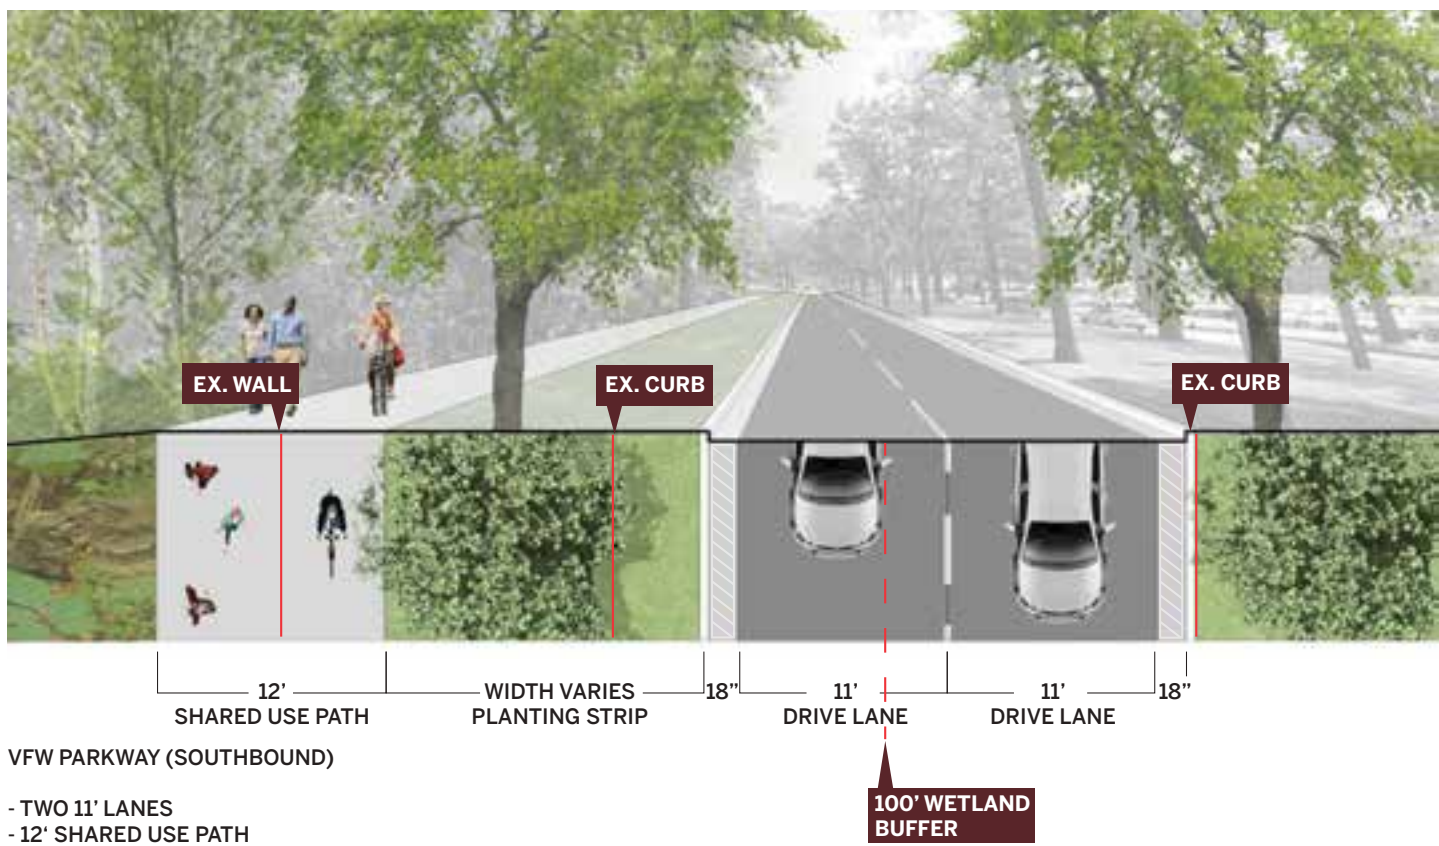 EX. WALL
EX. CURB
EX. CURB
12'
SHARED USE PATH
WIDTH VARIES
PLANTING STRIP
18”
11'
DRIVE LANE
11'
DRIVE LANE
18”
VFW PARKWAY (SOUTHBOUND)
- TWO 11’ LANES
- 12‘ SHARED USE PATH
100’ WETLAND
BUFFER